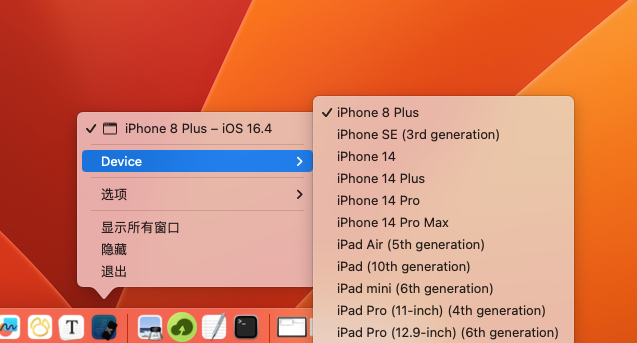 iPhone 8 Plus – iOS 16.4
Device
选项
显示所有窗口
隐藏
退出
iPhone 8 Plus
iPhone SE (3rd generation)
iPhone 14
iPhone 14 Plus
iPhone 14 Pro
iPhone 14 Pro Max
iPad Air (5th generation)
iPad (10th generation)
iPad mini (6th generation)
iPad Pro (11-inch) (4th generation)
iPad Pro (12.9-inch) (6th generation)
T